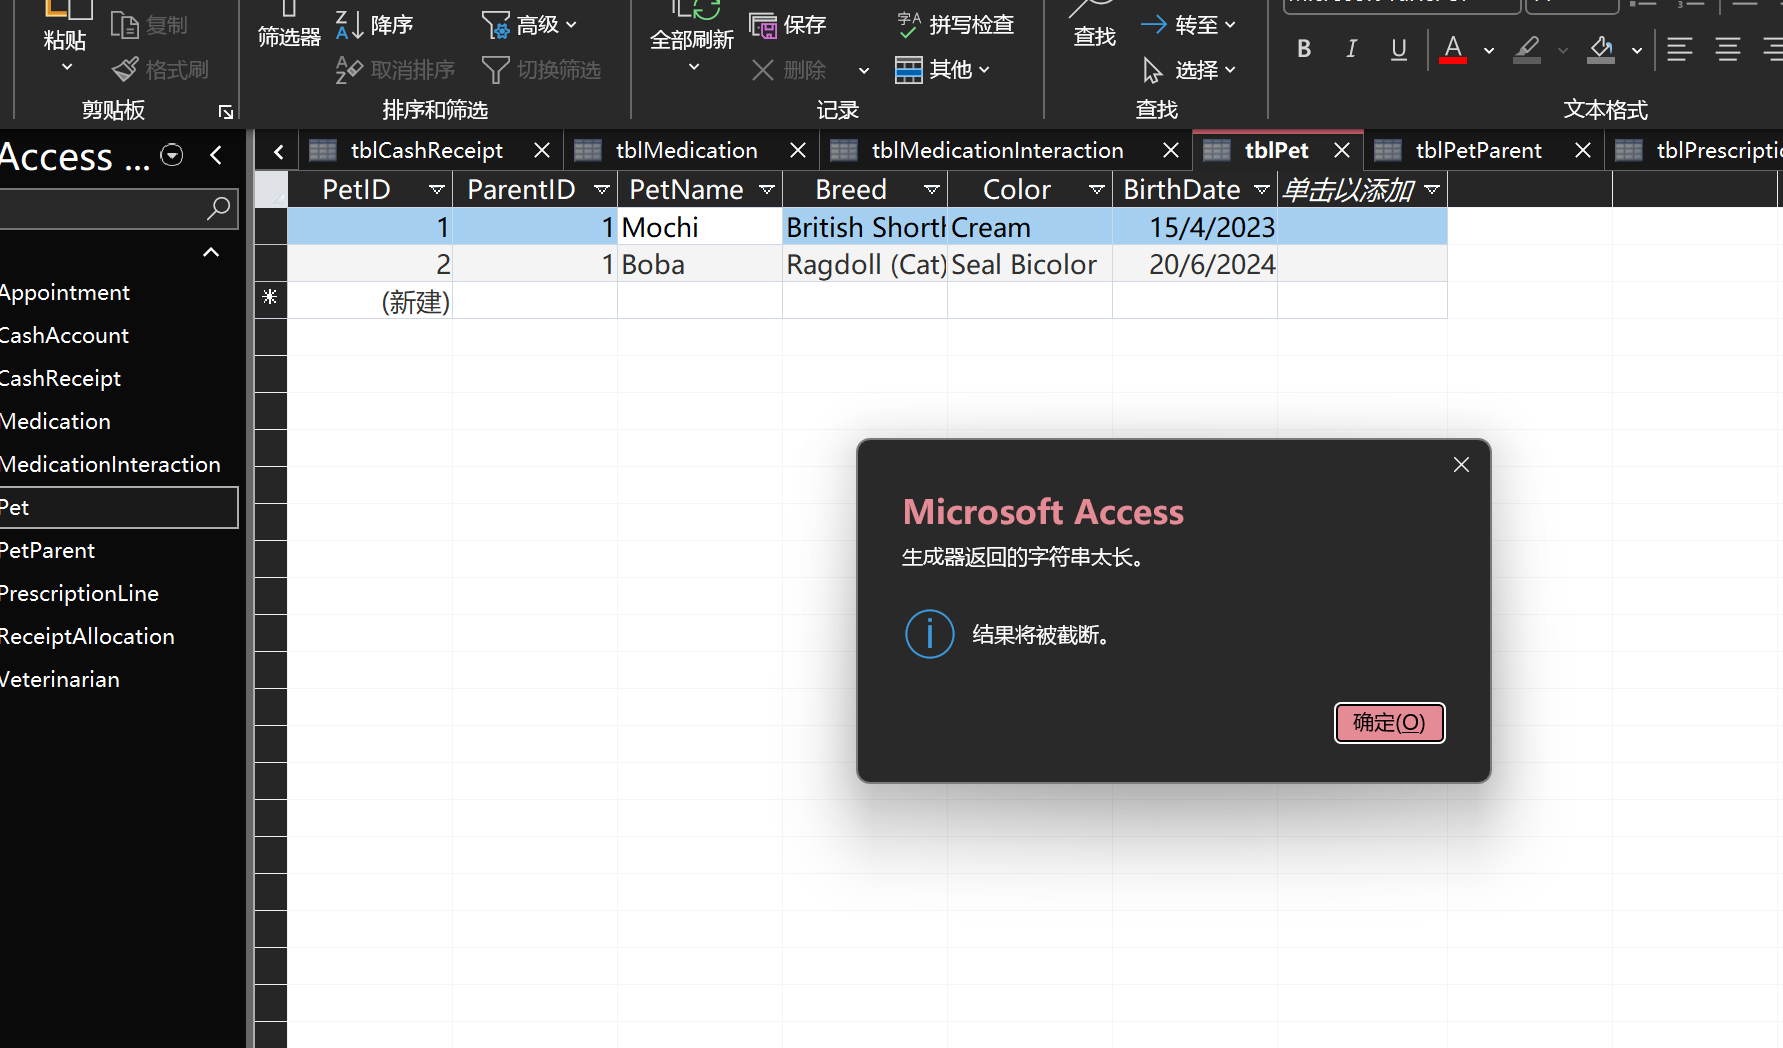 粘贴
复制
格式刷
剪贴板
筛选器
降序
取消排序
高级
切换筛选
排序和筛选
全部刷新
保存
删除
拼写检查
其他
记录
查找
转至
选择
查找
B I U A
文本格式
Access ...
tblCashReceipt
tblMedication
tblMedicationInteraction
tblPet
tblPetParent
tblPrescriptio
PetID ParentID PetName Breed Color BirthDate 单击以添加
1 1 Mochi British Shorth Cream 15/4/2023
2 1 Boba Ragdoll (Cat) Seal Bicolor 20/6/2024
(新建)
Appointment
CashAccount
CashReceipt
Medication
MedicationInteraction
Pet
PetParent
PrescriptionLine
ReceiptAllocation
Veterinarian
Microsoft Access
生成器返回的字符串太长。
结果将被截断。
确定(O)